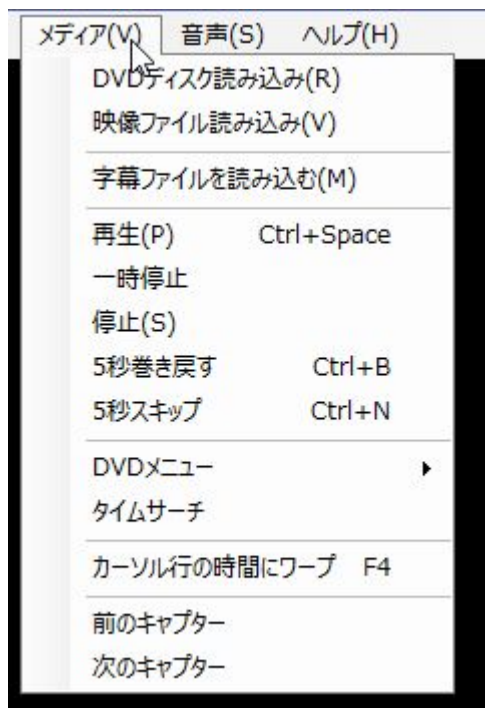 メディア(V) 音声(S) ヘルプ(H)
DVDディスク読み込み(R)
映像ファイル読み込み(V)
字幕ファイルを読み込む(M)
再生(P) Ctrl+Space
一時停止
停止(S)
5秒巻き戻す Ctrl+B
5秒スキップ Ctrl+N
DVDメニュー
タイムサーチ
カーソル行の時間にワープ F4
前のキャプター
次のキャプター